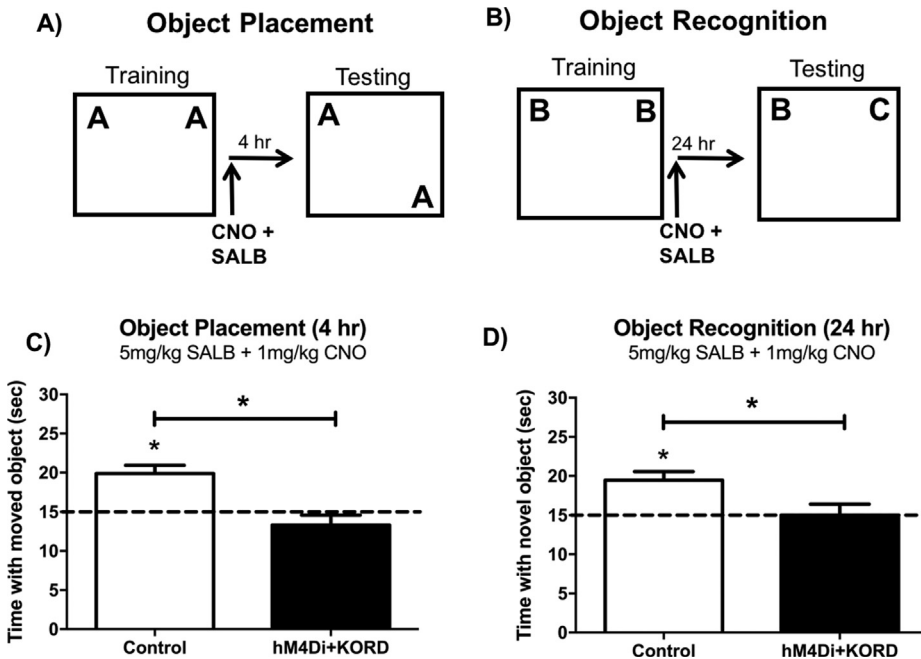 A)
Object Placement
Training
Testing
A A
4 hr
A
A
CNO +
SALB
B)
Object Recognition
Training
Testing
B B
24 hr
B C
CNO +
SALB
C)
Object Placement (4 hr)
5mg/kg SALB + 1mg/kg CNO
Time with moved object (sec)
30
25
20
15
10
5
0
*
*
Control
hM4Di+KORD
D)
Object Recognition (24 hr)
5mg/kg SALB + 1mg/kg CNO
Time with novel object (sec)
30
25
20
15
10
5
0
*
*
Control
hM4Di+KORD